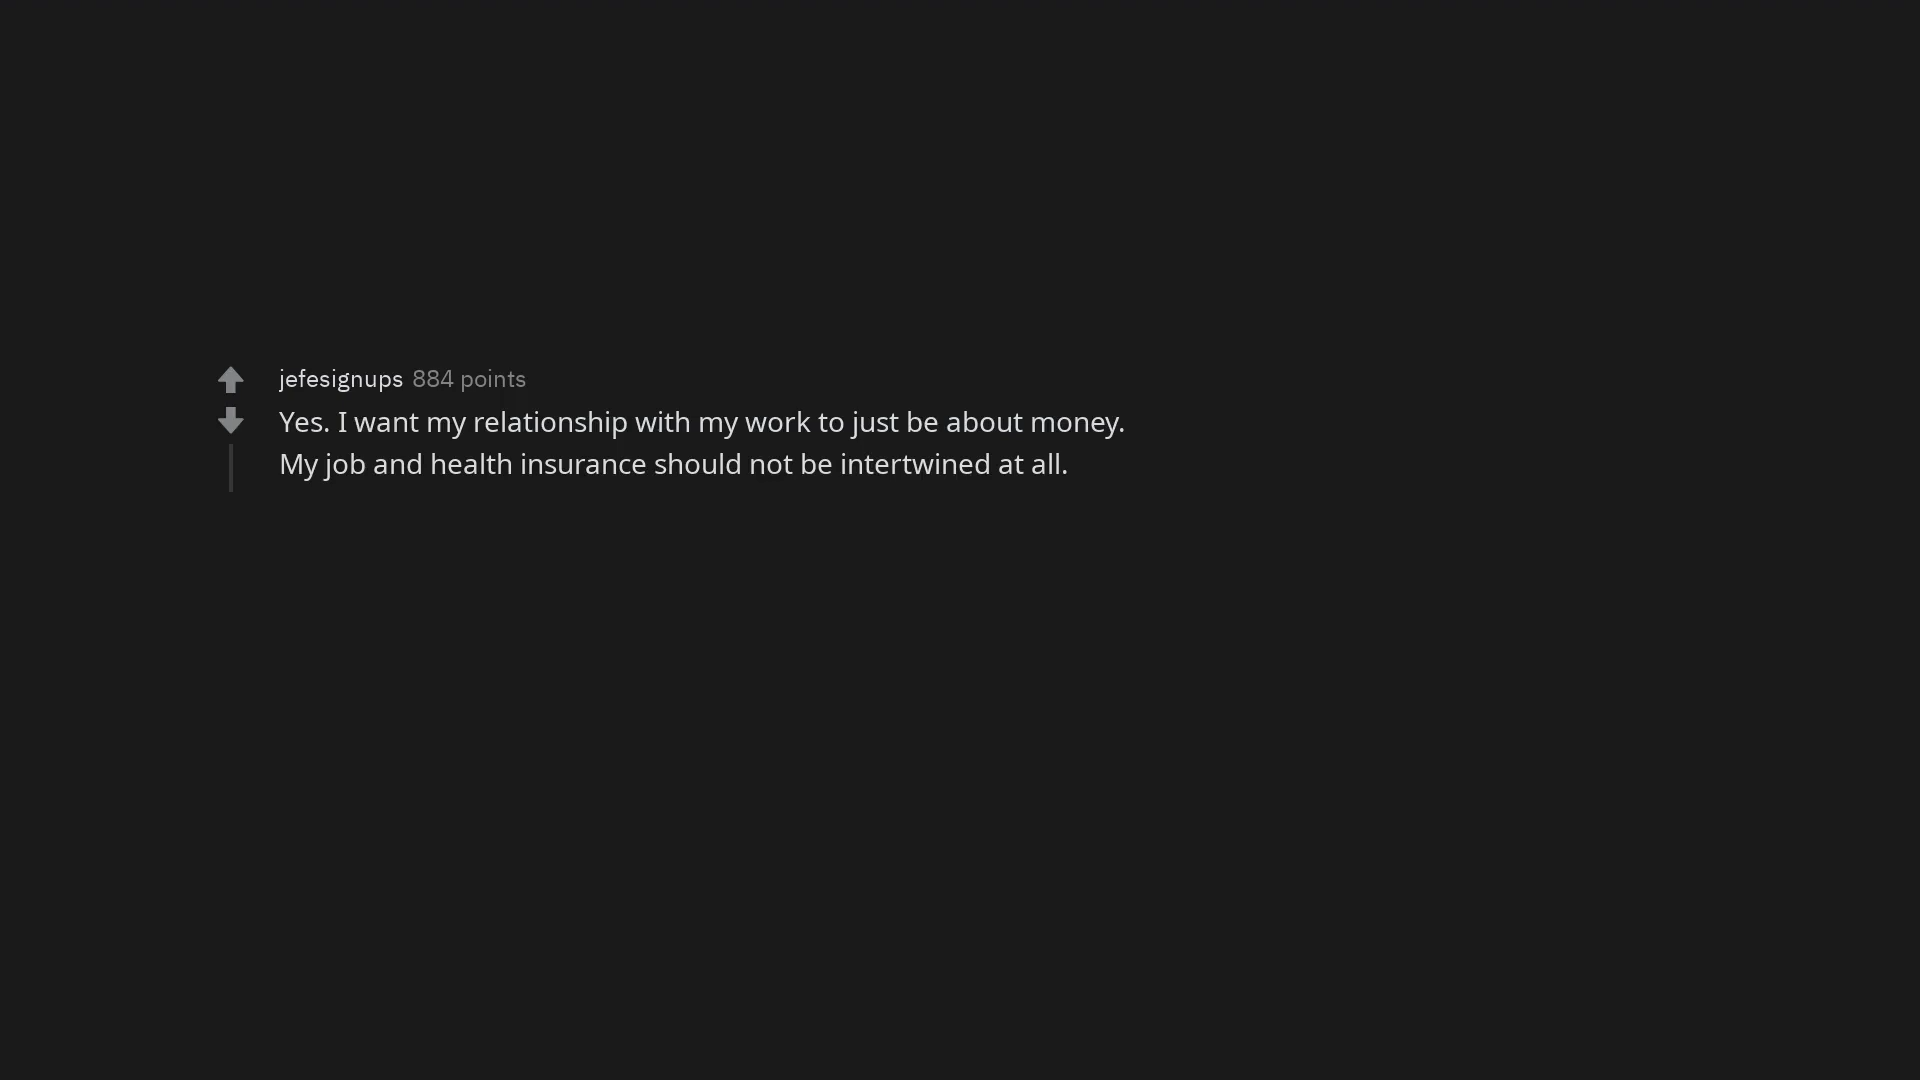 jefesignups 884 points
Yes. I want my relationship with my work to just be about money.
My job and health insurance should not be intertwined at all.